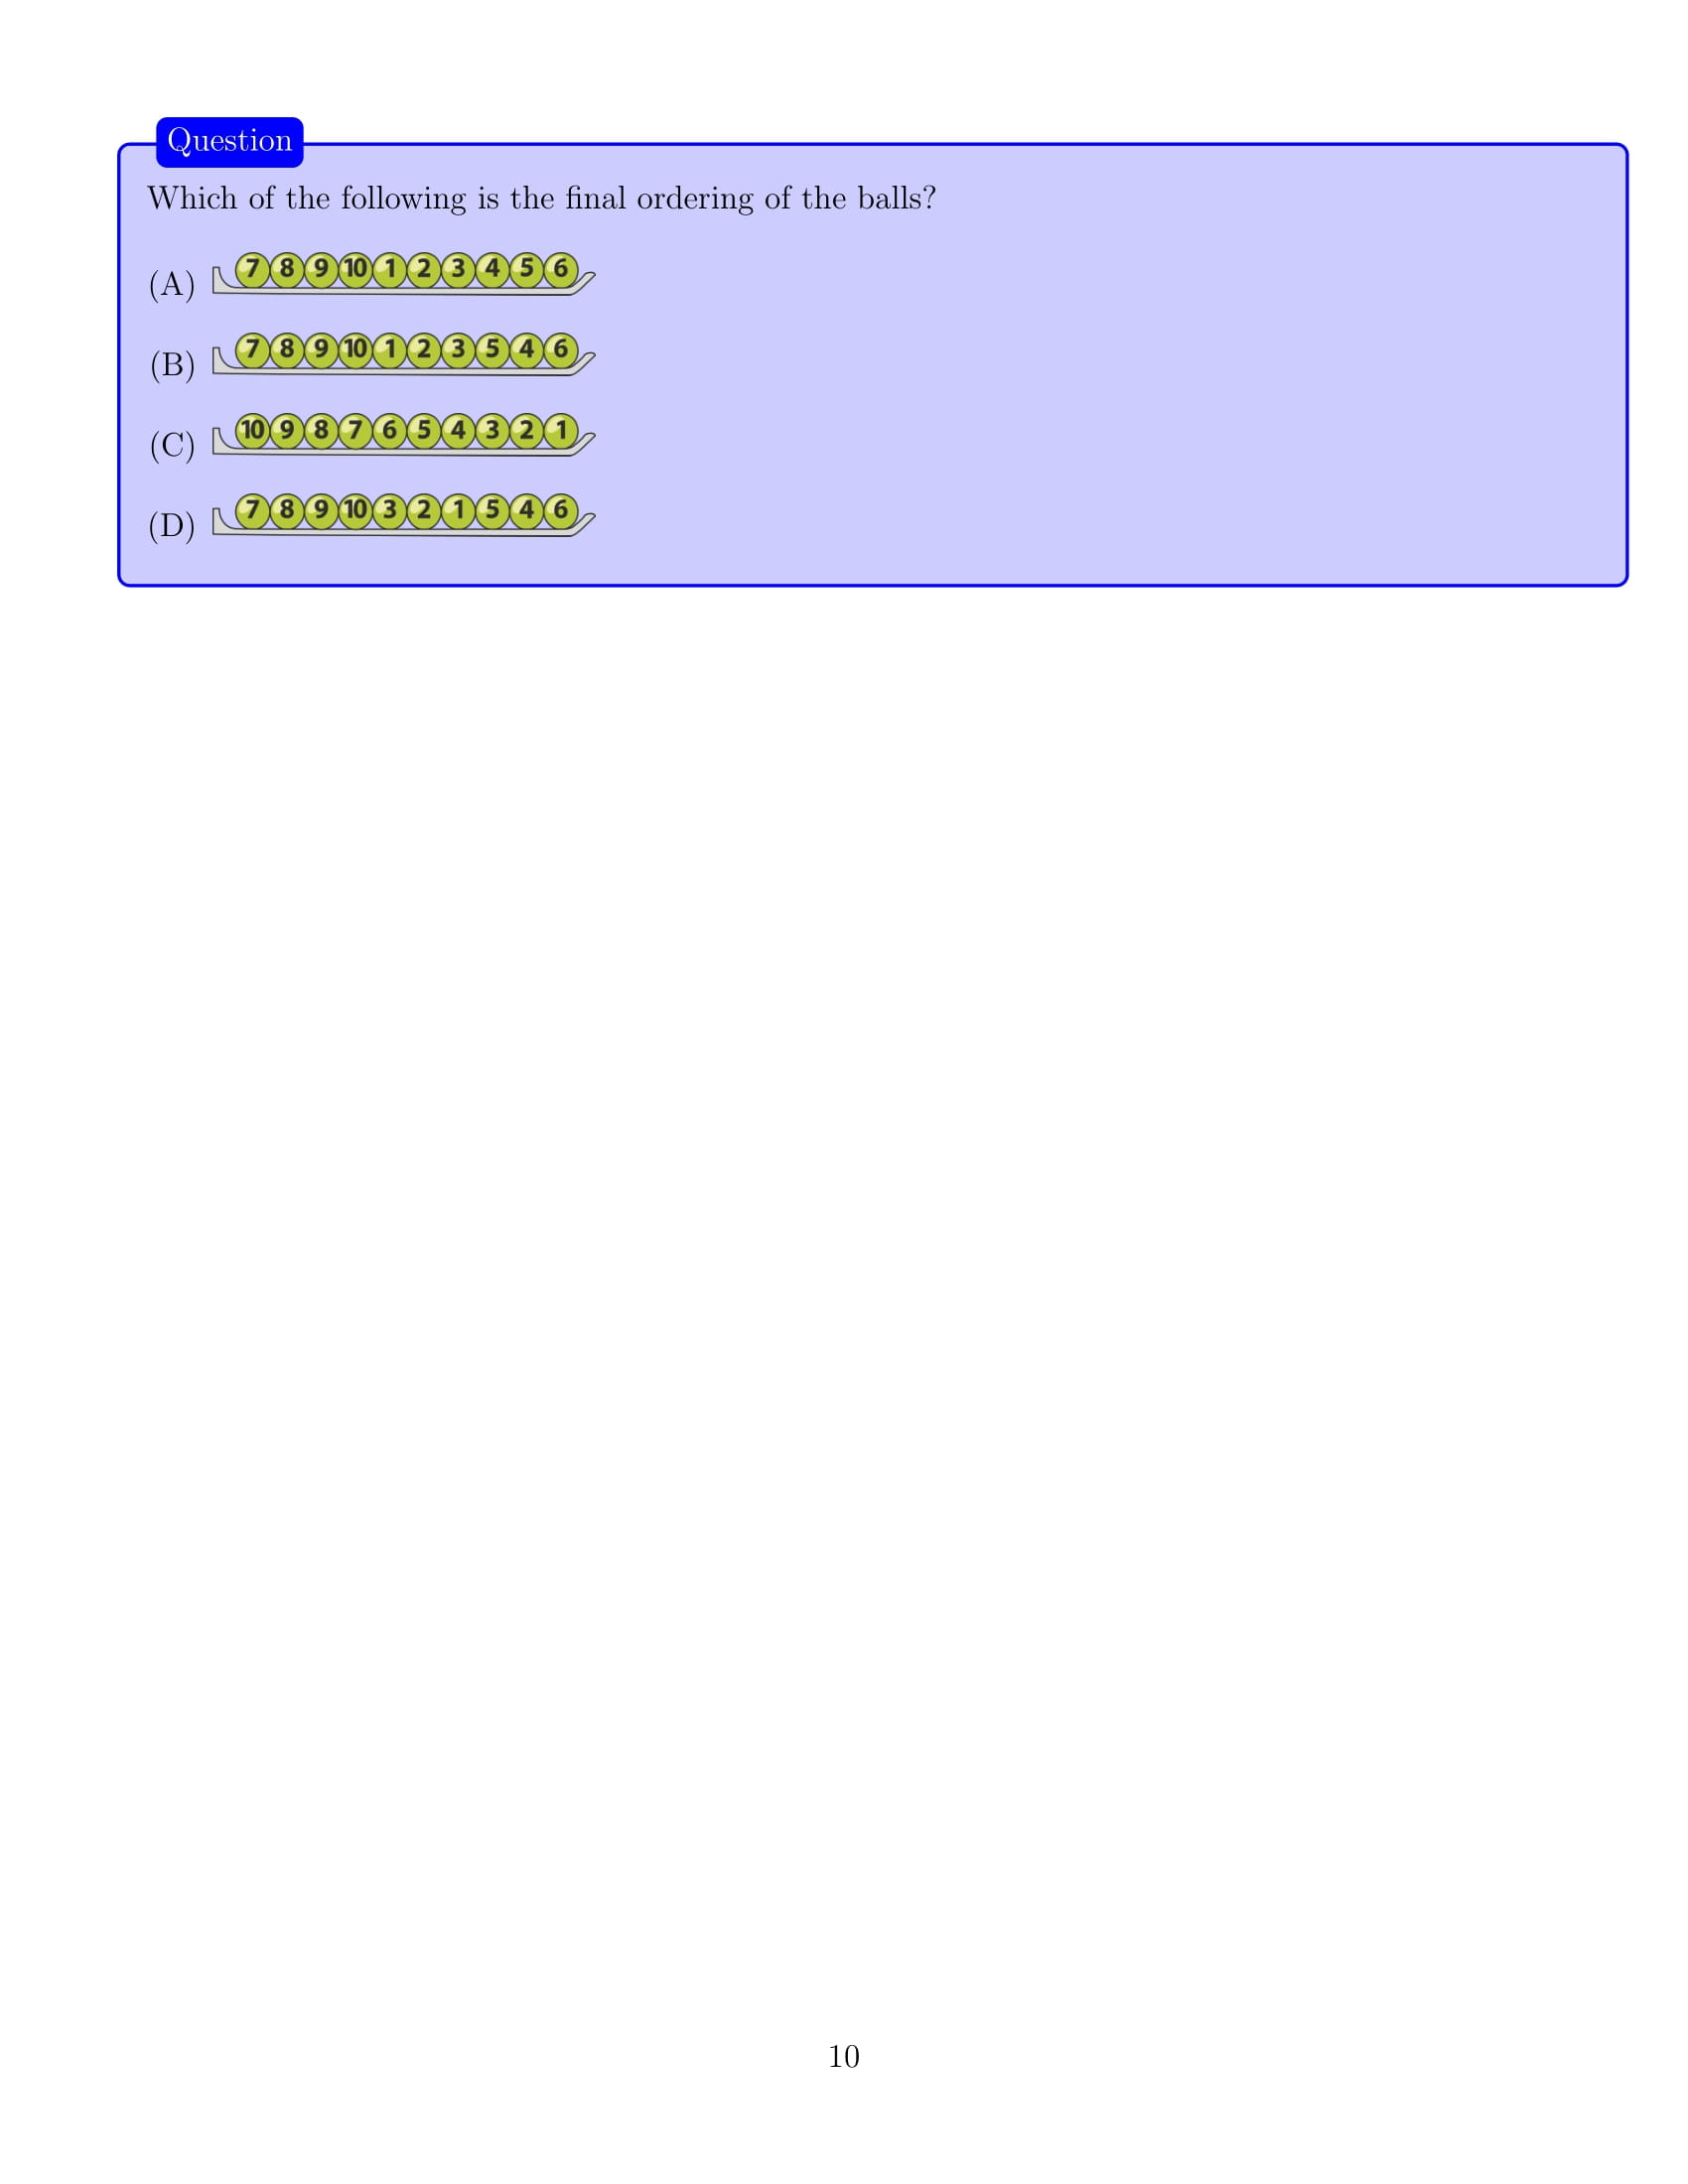 Question
Which of the following is the final ordering of the balls?
(A) 7 8 9 10 1 2 3 4 5 6
(B) 7 8 9 10 1 2 3 5 4 6
(C) 10 9 8 7 6 5 4 3 2 1
(D) 7 8 9 10 3 2 1 5 4 6
10